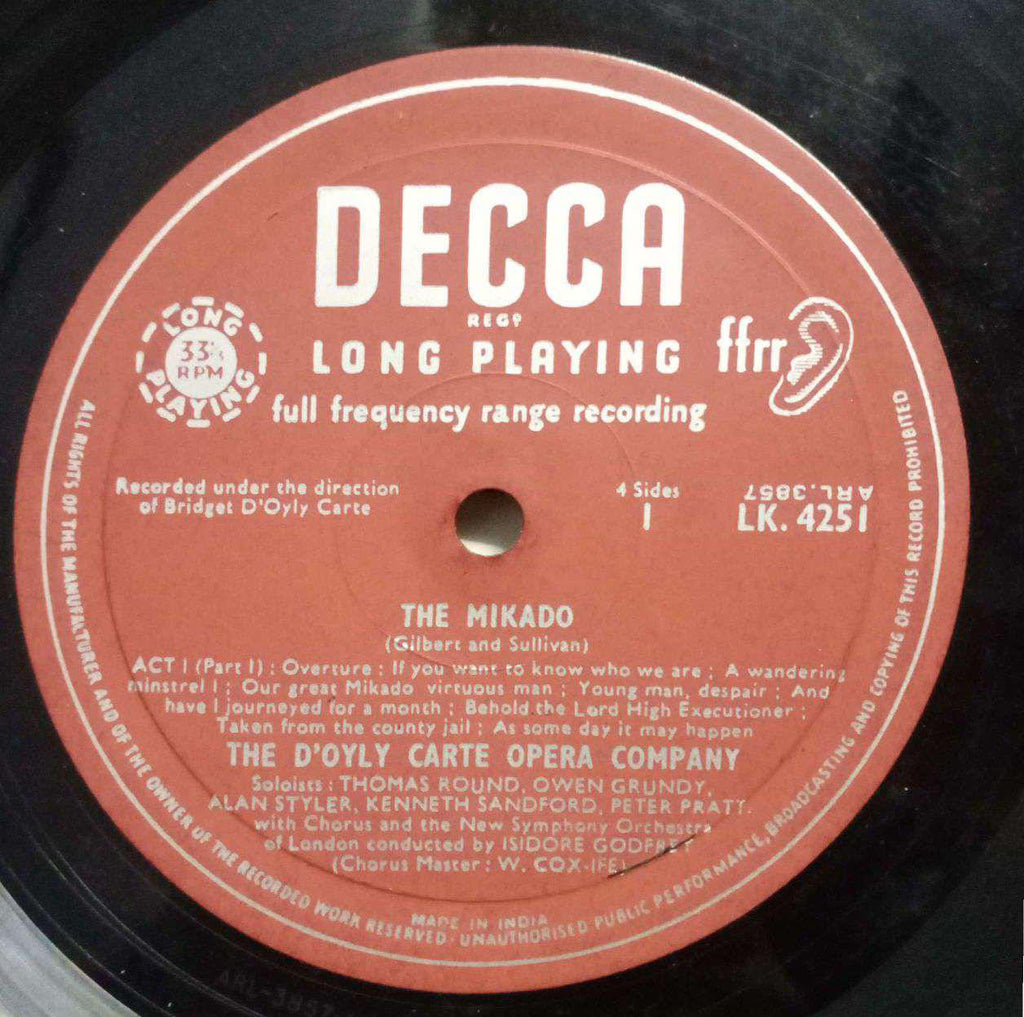 DECCA
REGD
LONG PLAYING
LONG
33⅓
RPM
PLAYING
ffrr
full frequency range recording
Recorded under the direction
of Bridget D'Oyly Carte
4 Sides
1
ARL.3857
LK. 4251
THE MIKADO
(Gilbert and Sullivan)
ACT I (Part I) : Overture ; If you want to know who we are ; A wandering
minstrel I ; Our great Mikado virtuous man ; Young man, despair ; And
have I journeyed for a month ; Behold the Lord High Executioner ;
Taken from the county jail ; As some day it may happen
THE D'OYLY CARTE OPERA COMPANY
Soloists : THOMAS ROUND, OWEN GRUNDY,
ALAN STYLER, KENNETH SANDFORD, PETER PRATT.
with Chorus and the New Symphony Orchestra
of London conducted by ISIDORE GODFREY
(Chorus Master : W. COX-IFE)
MADE IN INDIA
ALL RIGHTS OF THE MANUFACTURER AND OF THE OWNER OF THE RECORDED WORK RESERVED · UNAUTHORISED PUBLIC PERFORMANCE, BROADCASTING AND COPYING OF THIS RECORD PROHIBITED
ARL-3857